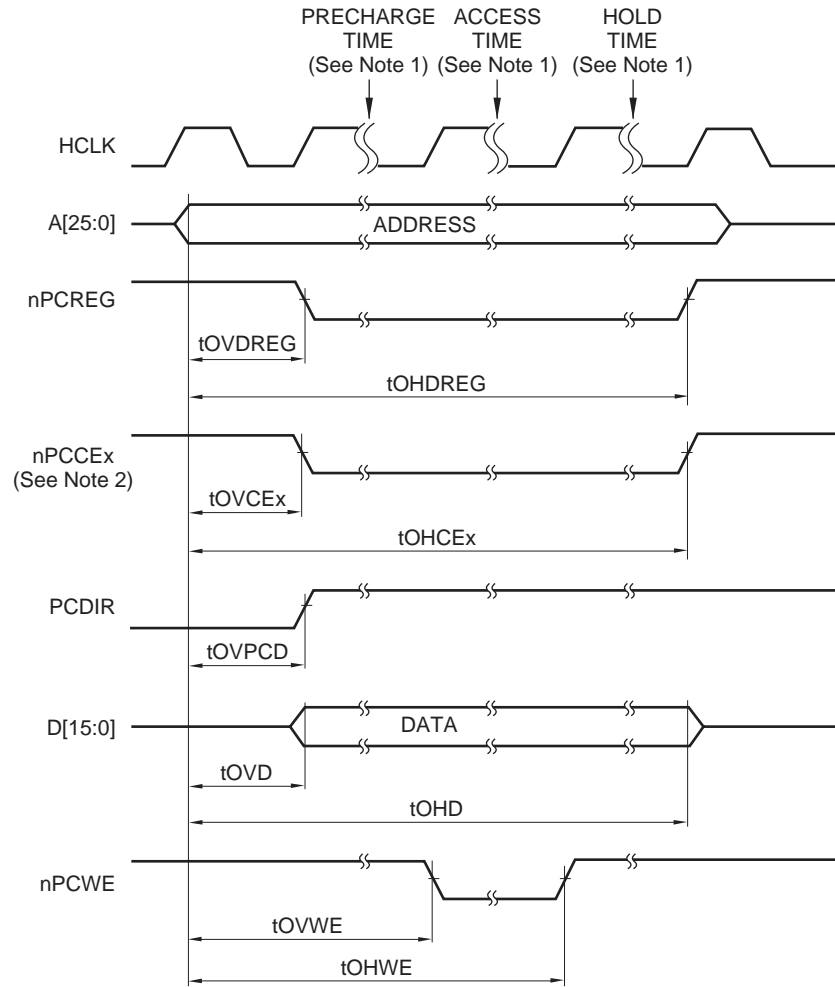 PRECHARGE TIME (See Note 1)
ACCESS TIME (See Note 1)
HOLD TIME (See Note 1)
HCLK
A[25:0]
ADDRESS
nPCREG
tOVDREG
tOHDREG
nPCCEx
(See Note 2)
tOVCEx
tOHCEx
PCDIR
tOVPCD
D[15:0]
DATA
tOVD
tOHD
nPCWE
tOVWE
tOHWE